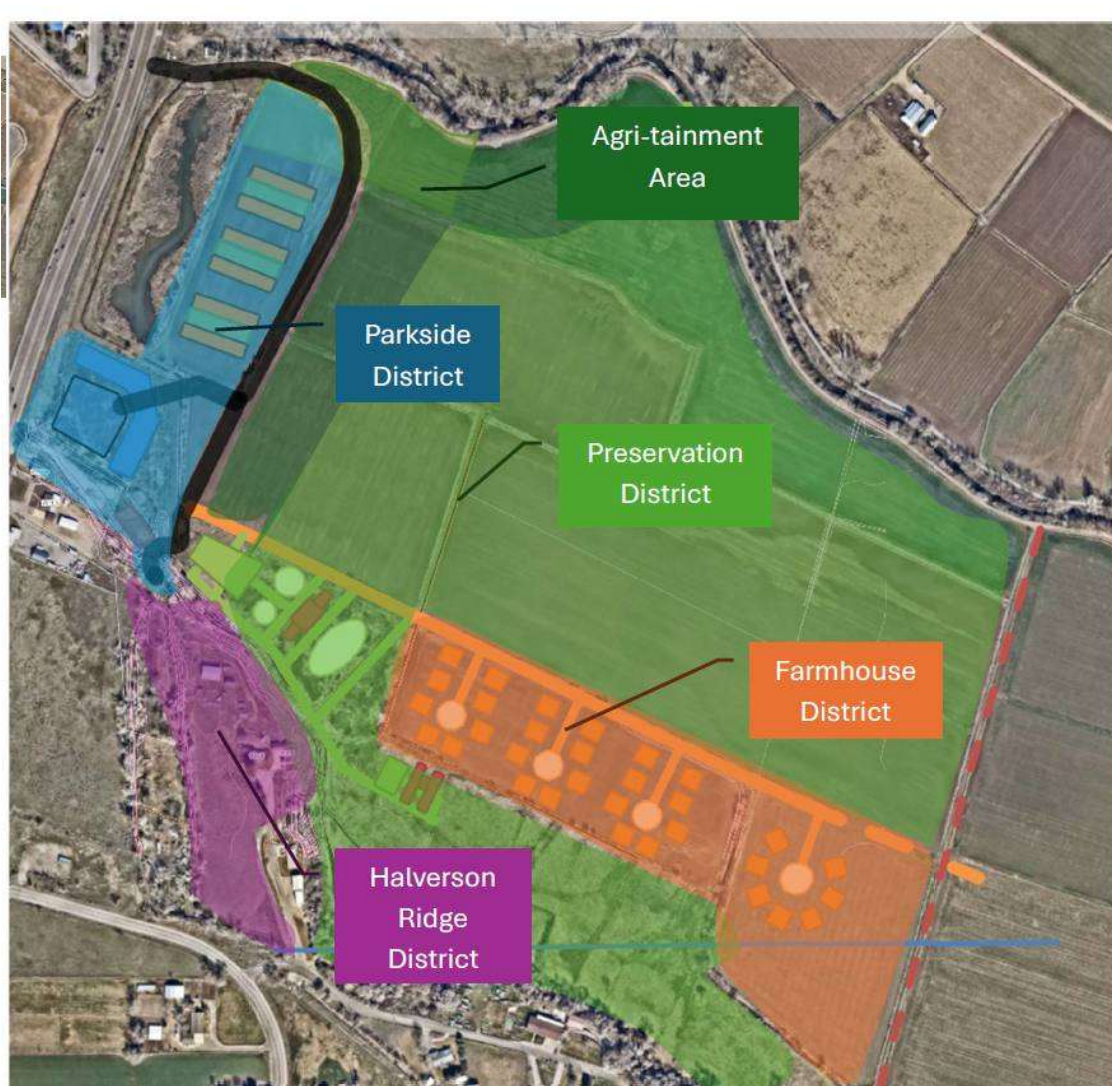 Agri-tainment
Area
Parkside
District
Preservation
District
Farmhouse
District
Halverson
Ridge
District